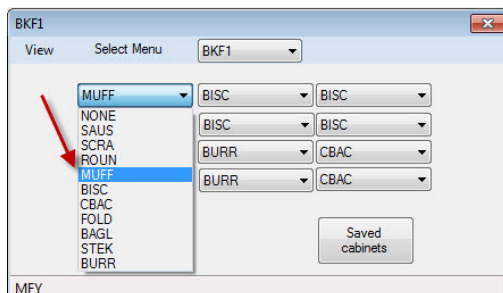 BKF1
View Select Menu BKF1
MUFF BISC BISC
NONE
SAUS
SCRA
ROUN
MUFF
BISC
CBAC
FOLD
BAGL
STEK
BURR
BISC BISC
BURR CBAC
BURR CBAC
Saved
cabinets
MFY